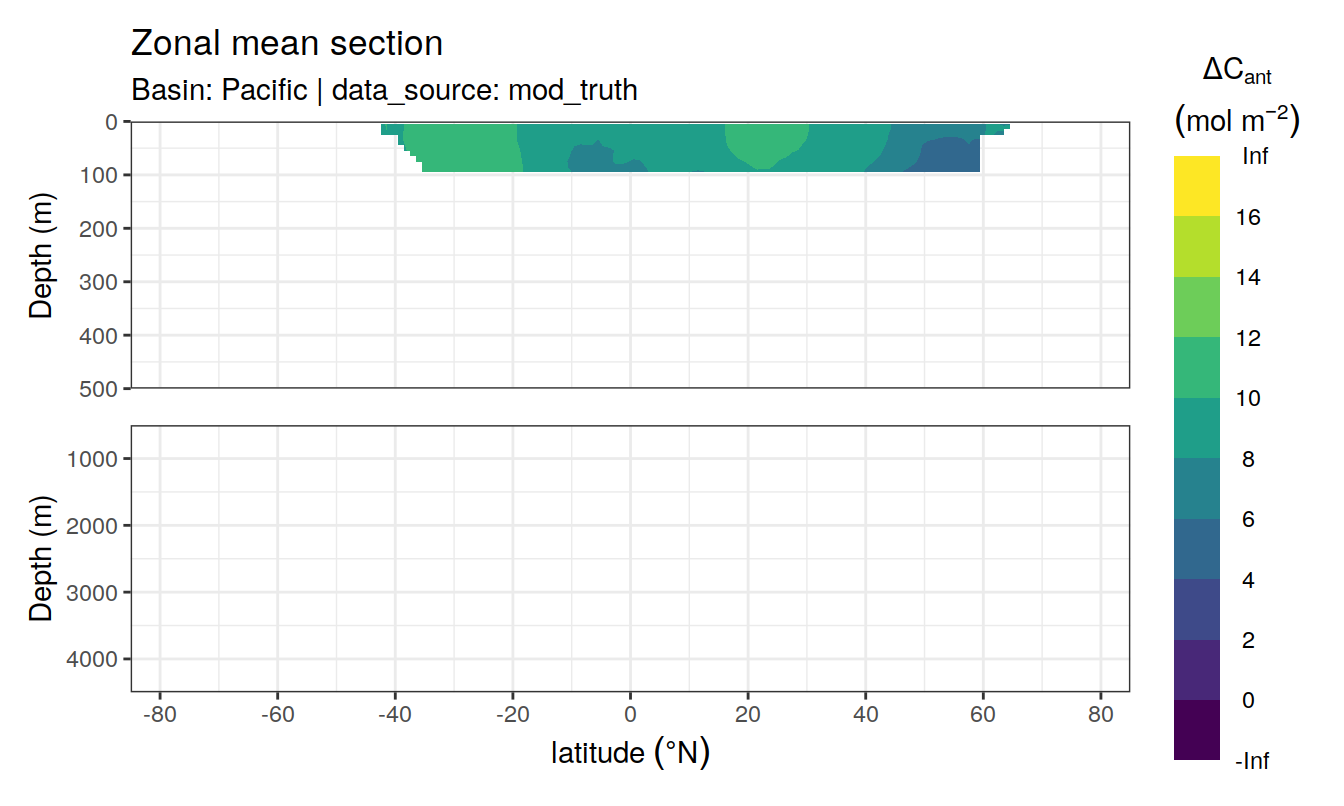 Zonal mean section
Basin: Pacific | data_source: mod_truth
ΔCant
(mol m⁻²)
Inf
16
14
12
10
8
6
4
2
0
-Inf
Depth (m)
0
100
200
300
400
500
Depth (m)
1000
2000
3000
4000
-80 -60 -40 -20 0 20 40 60 80
latitude (°N)